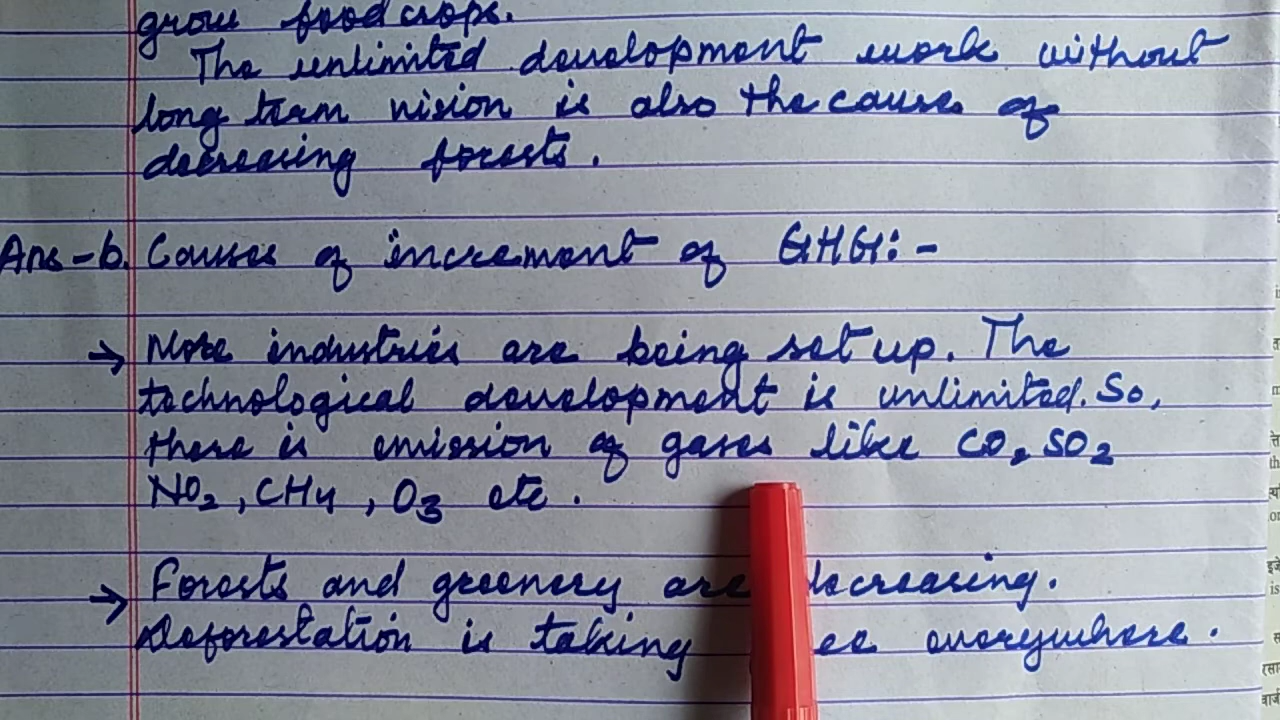 grow food crops.
The unlimited development work without
long term vision is also the cause of
decreasing forests.
Ans-b. Causes of increment of GHG:-
→ More industries are being set up. The
technological development is unlimited. So,
there is emission of gases like CO2 SO2
NO2, CH4, O3 etc.
→ Forests and greenery are decreasing.
Deforestation is taking everywhere.